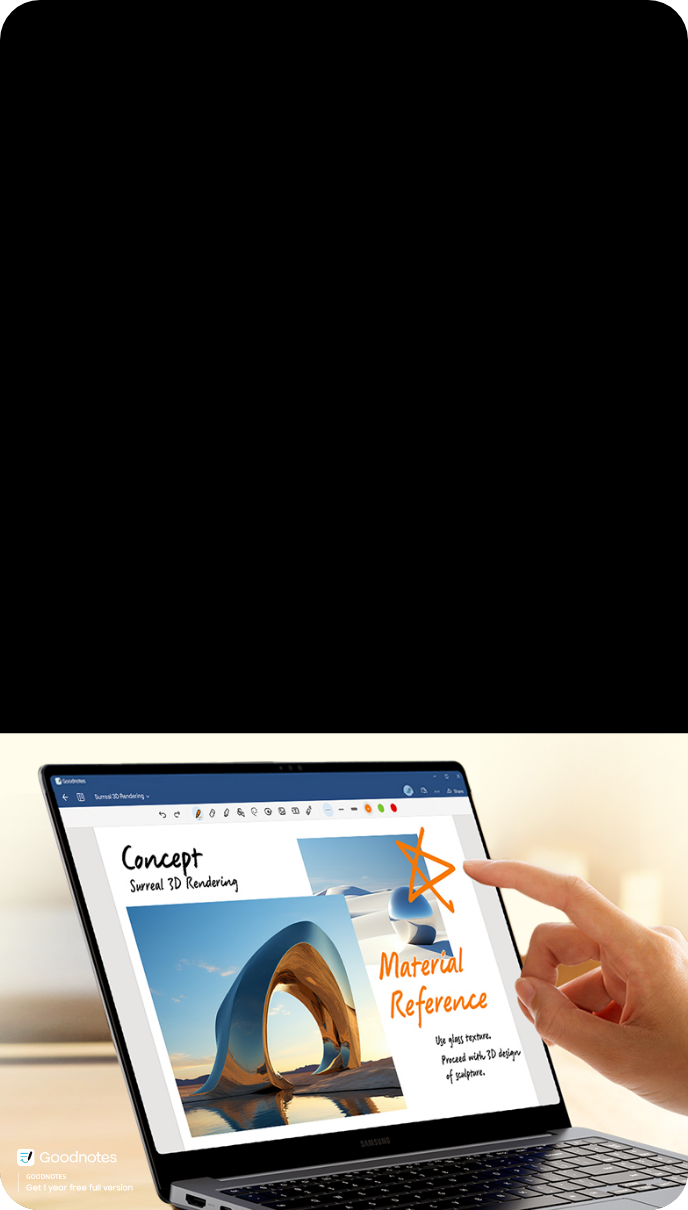 Goodnotes
Surreal 3D Rendering
Share
Concept
Surreal 3D Rendering
Material
Reference
Use glass texture.
Proceed with 3D design
of sculpture.
SAMSUNG
Goodnotes
GOODNOTES
Get 1 year free full version